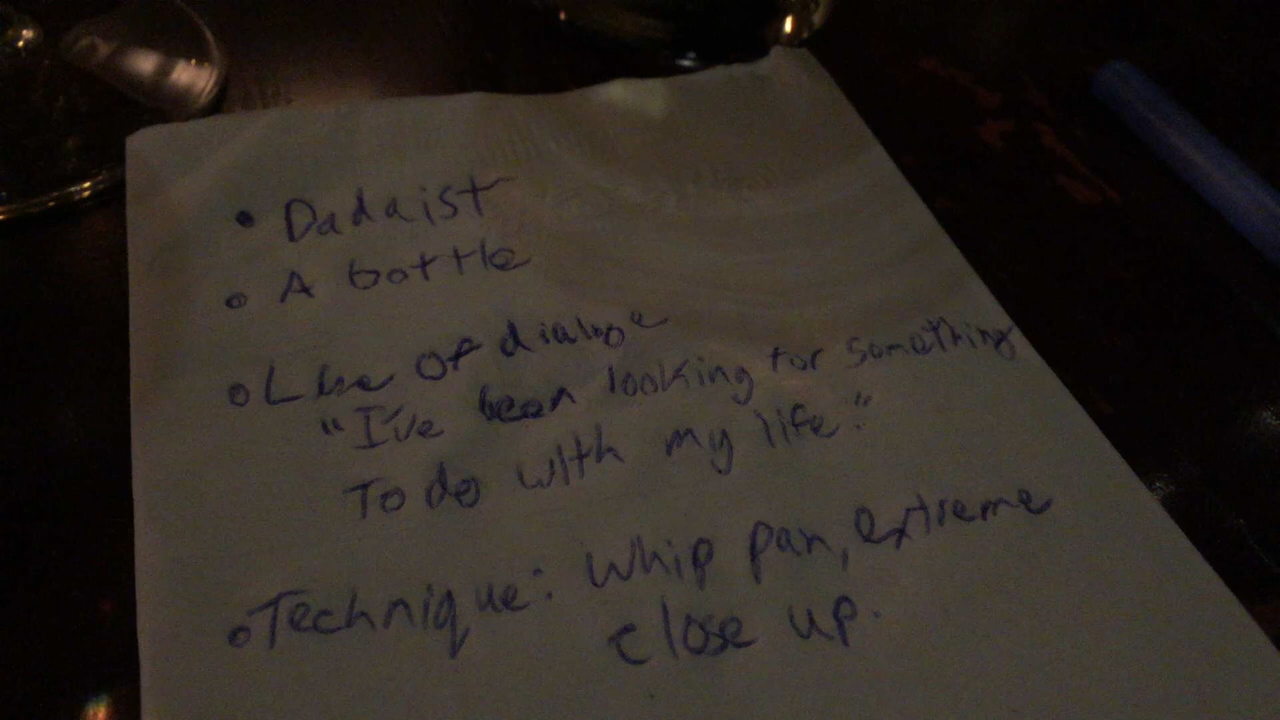 • Dadaist
• A bottle
• Line of dialoge
"I've been looking for something
To do with my life."
• Technique: Whip pan, extreme
close up.